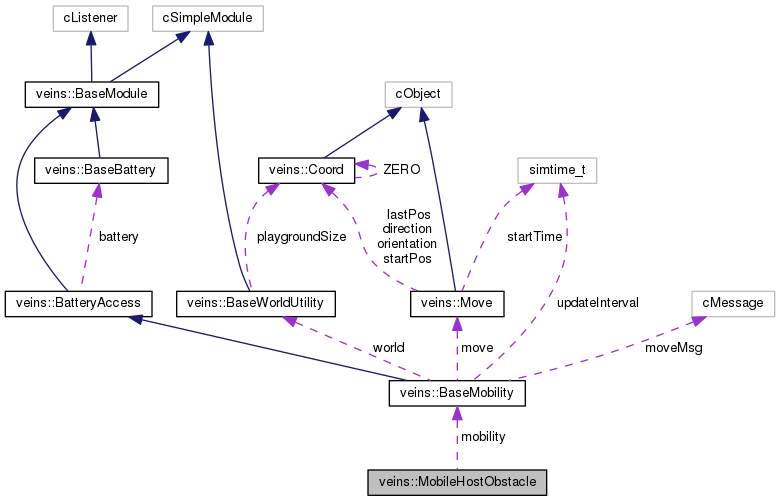 cListener
cSimpleModule
veins::BaseModule
cObject
veins::BaseBattery
veins::Coord
ZERO
simtime_t
battery
playgroundSize
lastPos
direction
orientation
startPos
startTime
veins::BatteryAccess
veins::BaseWorldUtility
veins::Move
updateInterval
cMessage
world
move
moveMsg
veins::BaseMobility
mobility
veins::MobileHostObstacle